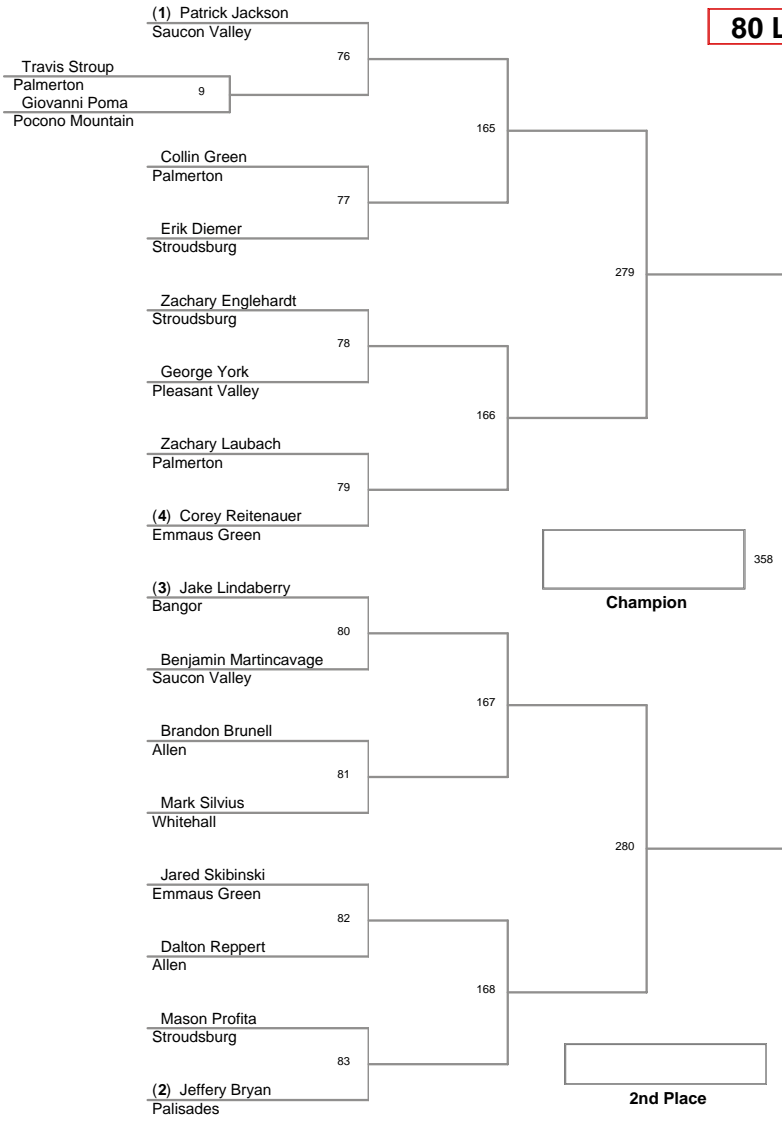 (1) Patrick Jackson
80 L
Saucon Valley
76
Travis Stroup
Palmerton
9
Giovanni Poma
Pocono Mountain
165
Collin Green
Palmerton
77
Erik Diemer
Stroudsburg
279
Zachary Englehardt
Stroudsburg
78
George York
Pleasant Valley
166
Zachary Laubach
Palmerton
79
(4) Corey Reitenauer
Emmaus Green
358
Champion
(3) Jake Lindaberry
Bangor
80
Benjamin Martincavage
Saucon Valley
167
Brandon Brunell
Allen
81
Mark Silvius
Whitehall
280
Jared Skibinski
Emmaus Green
82
Dalton Reppert
Allen
168
Mason Profita
Stroudsburg
83
(2) Jeffery Bryan
Palisades
2nd Place